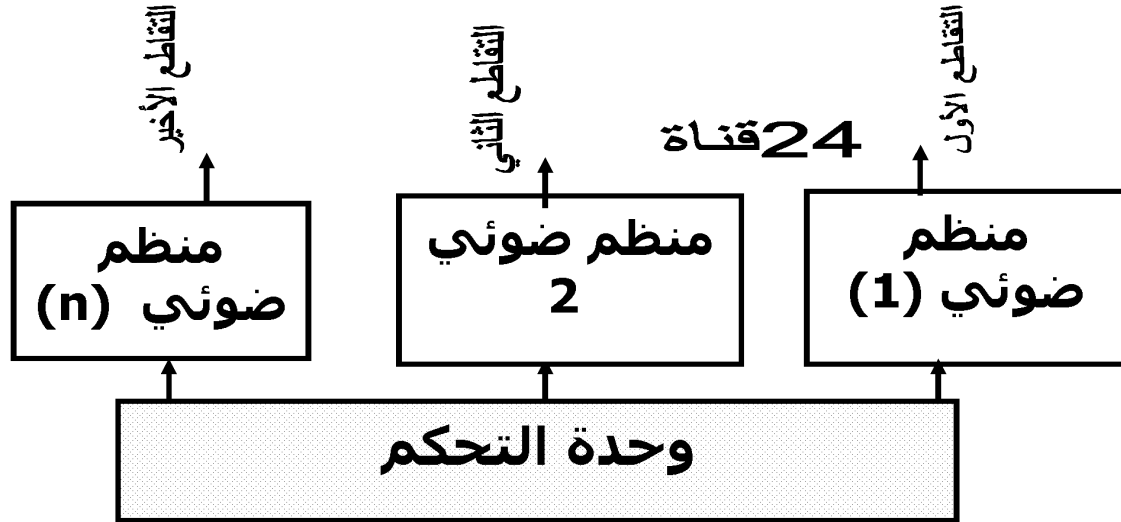 التقاطع الأول
التقاطع الثاني
التقاطع الأخير
24قناة
منظم
ضوئي (1)
منظم ضوئي
2
منظم
ضوئي (n)
وحدة التحكم